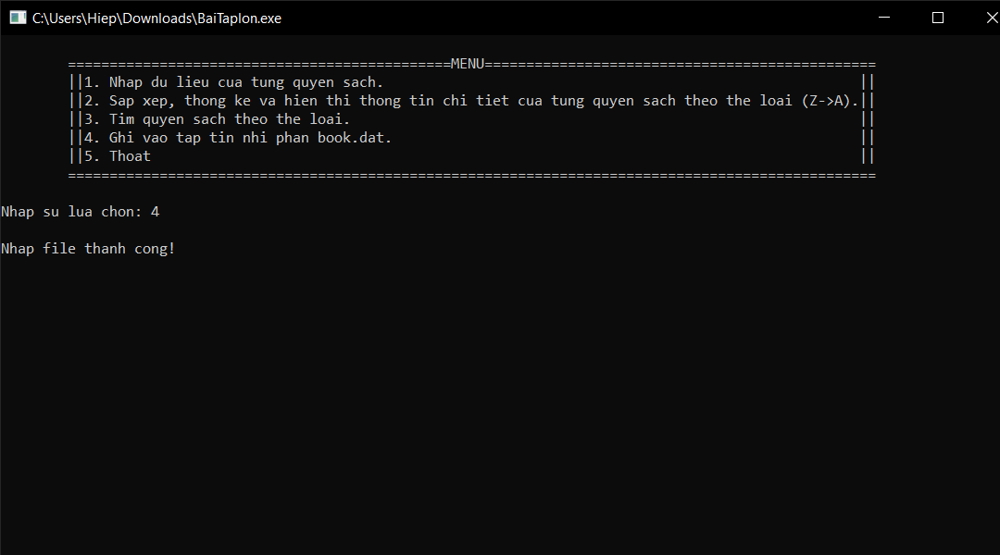 C:\Users\Hiep\Downloads\BaiTaplon.exe
==============================================MENU===============================================
||1. Nhap du lieu cua tung quyen sach.                                                         ||
||2. Sap xep, thong ke va hien thi thong tin chi tiet cua tung quyen sach theo the loai (Z->A).||
||3. Tim quyen sach theo the loai.                                                             ||
||4. Ghi vao tap tin nhi phan book.dat.                                                        ||
||5. Thoat                                                                                     ||
=================================================================================================
Nhap su lua chon: 4
Nhap file thanh cong!